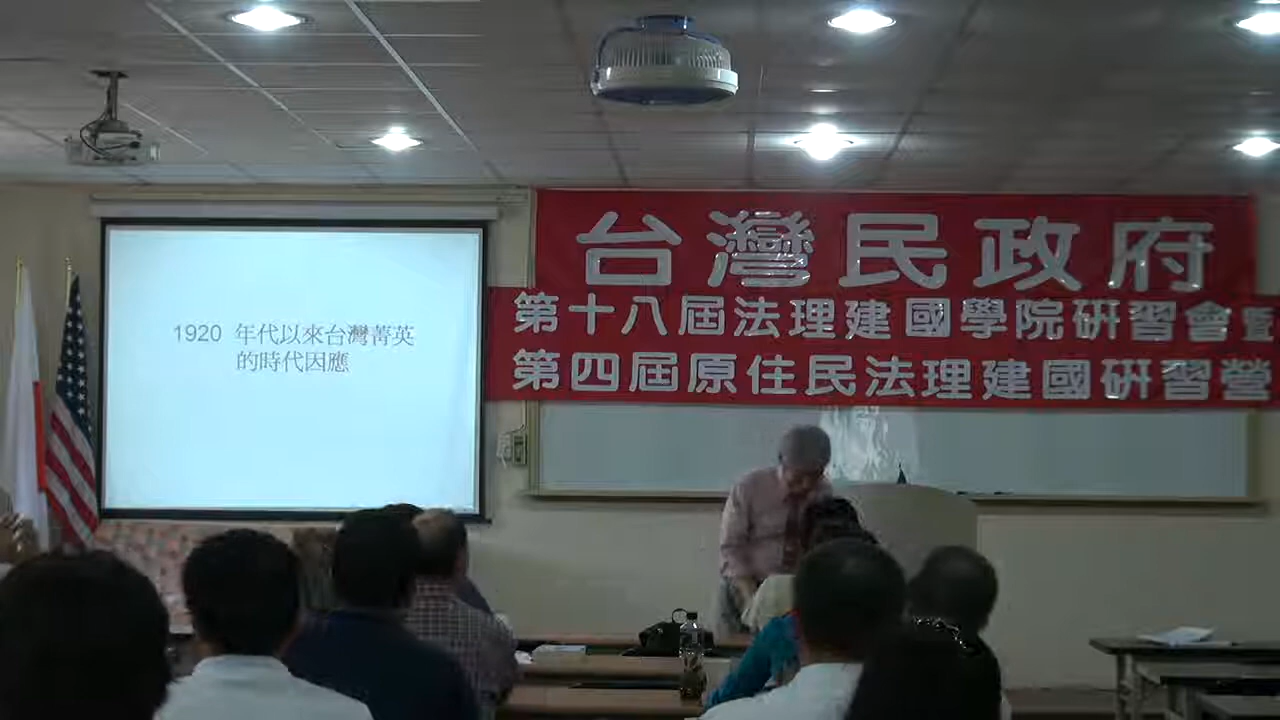 1920 年代以來台灣菁英
的時代因應
台灣民政府
第十八屆法理建國學院研習會暨
第四屆原住民法理建國研習營